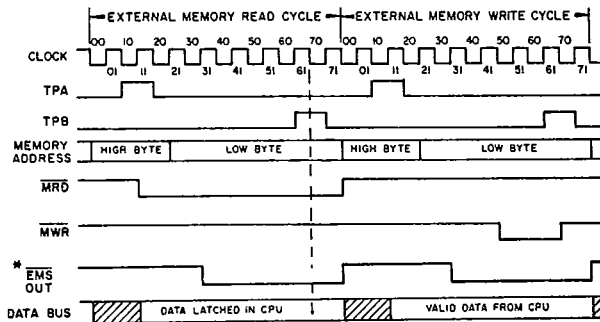 EXTERNAL MEMORY READ CYCLE EXTERNAL MEMORY WRITE CYCLE
00 10 20 30 40 50 60 70 00 10 20 30 40 50 60 70
CLOCK
01 11 21 31 41 51 61 71 01 11 21 31 41 51 61 71
TPA
TPB
MEMORY
ADDRESS
HIGR BYTE LOW BYTE HIGH BYTE LOW BYTE
MRD
MWR
* EMS
OUT
DATA BUS DATA LATCHED IN CPU VALID DATA FROM CPU